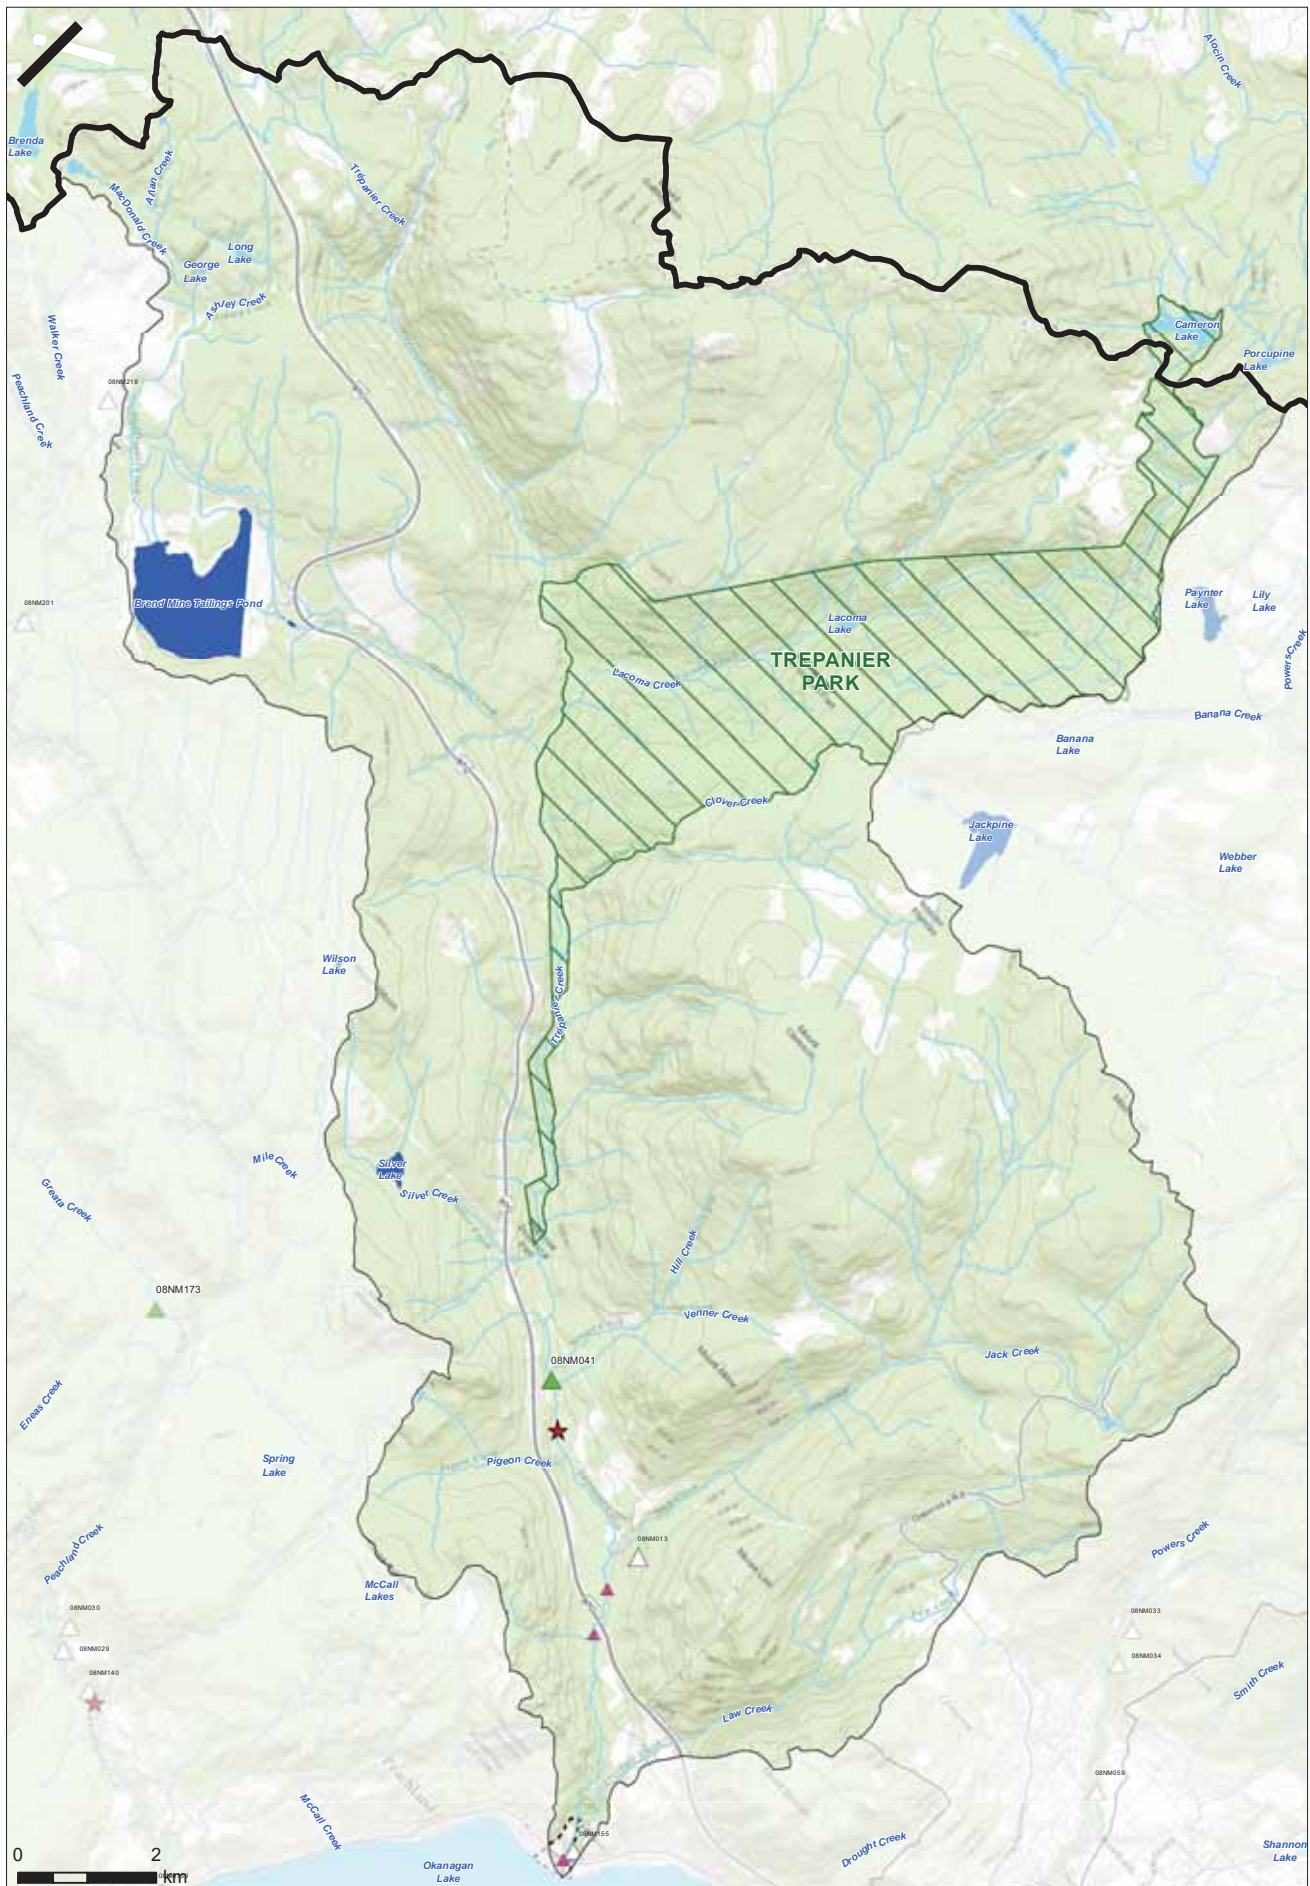 Alocin Creek
Brenda
Lake
Allan Creek
MacDonald Creek
Trépanier Creek
Long
Lake
George
Lake
Ashley Creek
Cameron
Lake
Porcupine
Lake
Walker Creek
Peachland Creek
08NM218
Brend Mine Tailings Pond
08NM201
Paynter
Lake
Lily
Lake
Lacoma
Lake
TREPANIER
PARK
Lacoma Creek
Powers Creek
Banana Creek
Banana
Lake
Clover Creek
Jackpine
Lake
Webber
Lake
Wilson
Lake
Trepanier Creek
Mile Creek
Silver
Lake
Silver Creek
Greata Creek
Hill Creek
08NM173
Venner Creek
Jack Creek
08NM041
Eneas Creek
Spring
Lake
Pigeon Creek
Peachland Creek
08NM013
Powers Creek
McCall
Lakes
08NM030
08NM029
08NM140
08NM033
08NM034
Smith Creek
Law Creek
Peachland
08NM059
McCall Creek
08NM155
Drought Creek
Shannon
Lake
Okanagan
Lake
0 2
km